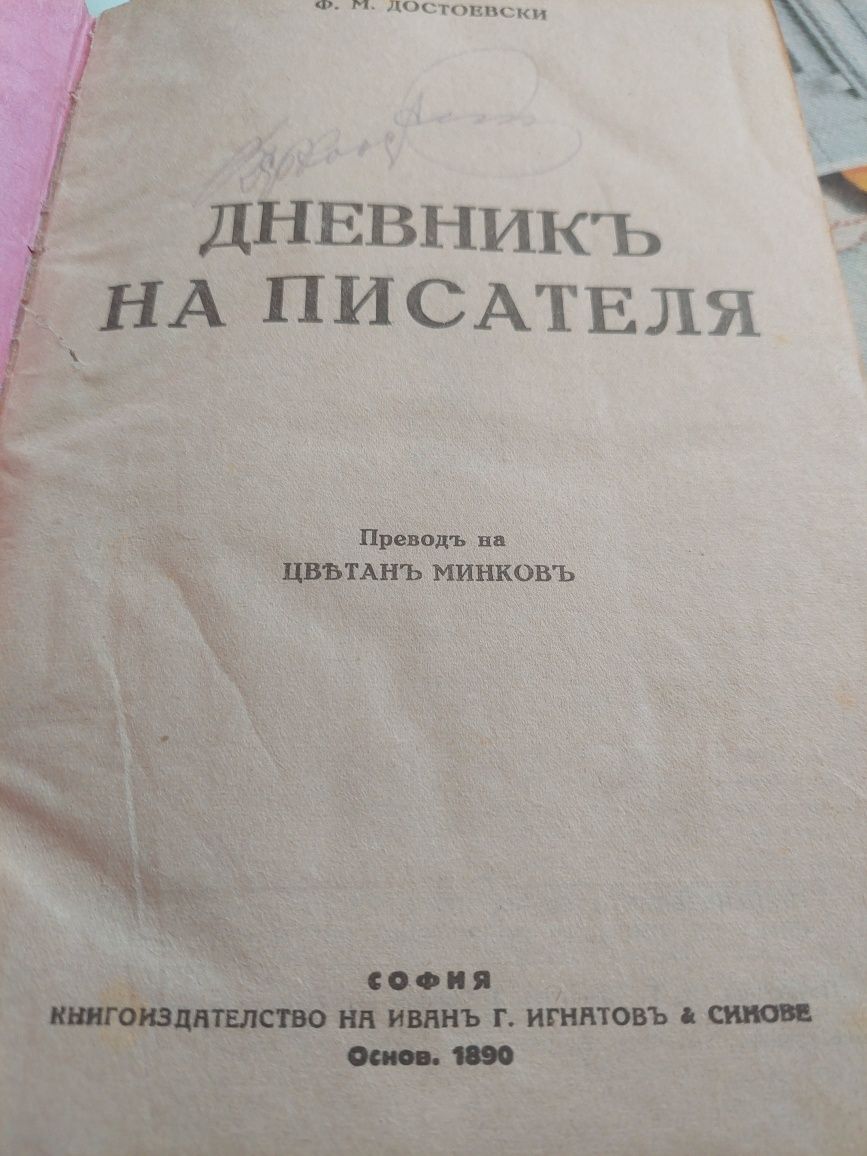 Ф. М. ДОСТОЕВСКИ
ДНЕВНИКЪ
НА ПИСАТЕЛЯ
Преводъ на
ЦВѢТАНЪ МИНКОВЪ
СОФИЯ
КНИГОИЗДАТЕЛСТВО НА ИВАНЪ Г. ИГНАТОВЪ & СИНОВЕ
Основ. 1890